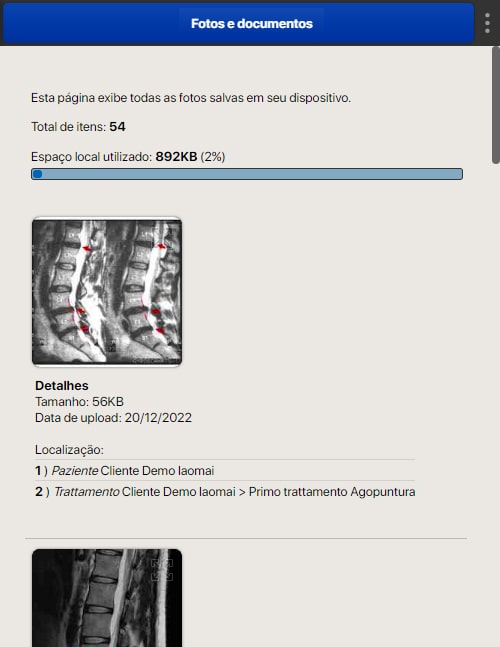 Fotos e documentos
Esta página exibe todas as fotos salvas em seu dispositivo.
Total de itens: 54
Espaço local utilizado: 892KB (2%)
Detalhes
Tamanho: 56KB
Data de upload: 20/12/2022
Localização:
1 ) Paziente Cliente Demo laomai
2 ) Trattamento Cliente Demo laomai > Primo trattamento Agopuntura